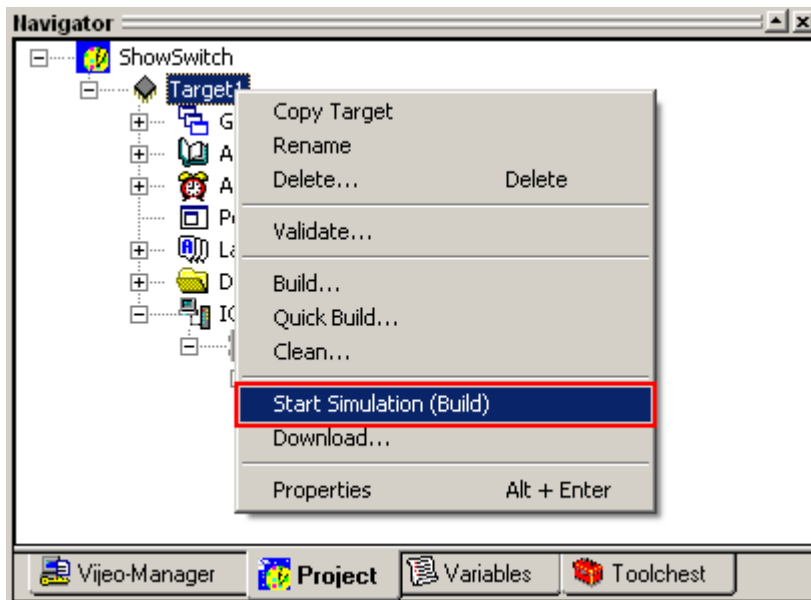 Navigator
ShowSwitch
Target1
Copy Target
Rename
Delete... Delete
Validate...
Build...
Quick Build...
Clean...
Start Simulation (Build)
Download...
Properties Alt + Enter
Vijeo-Manager Project Variables Toolchest